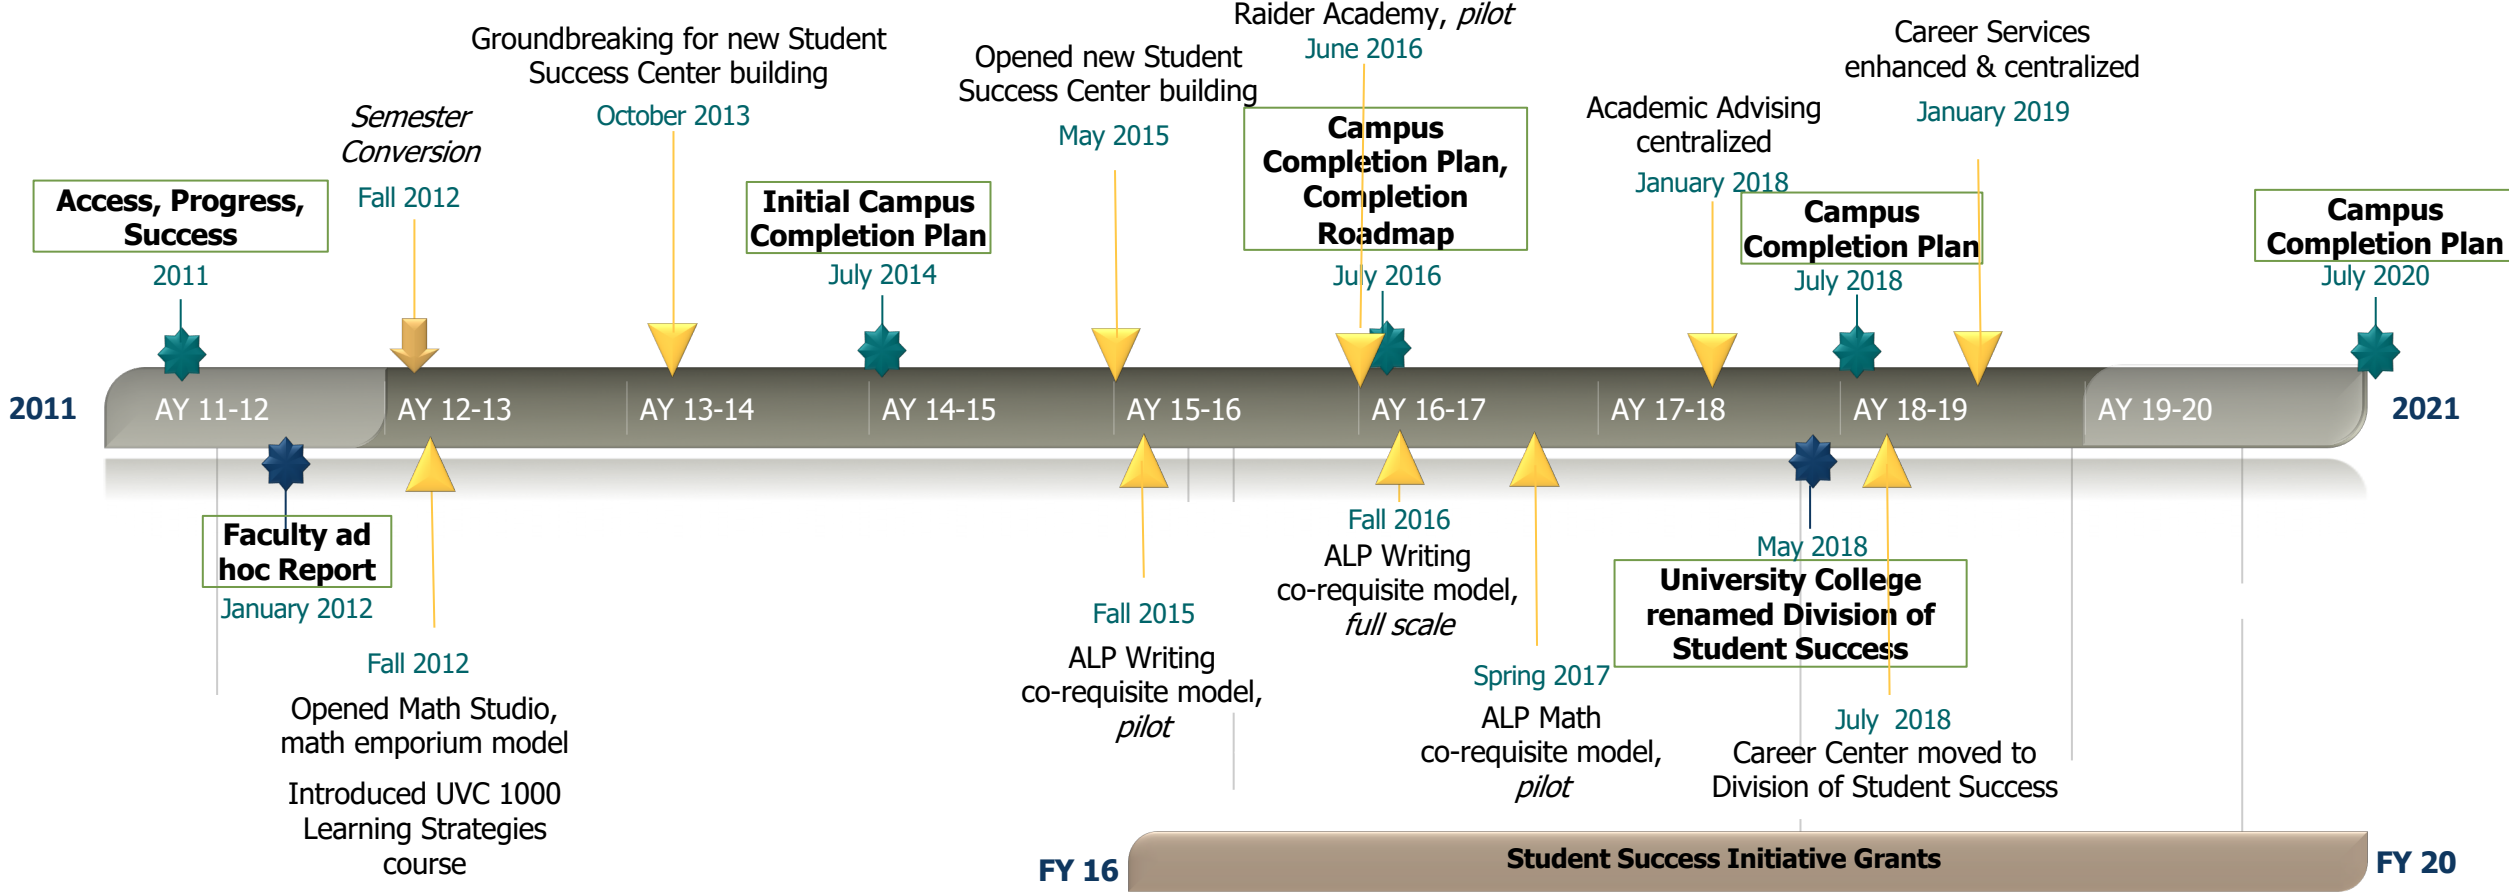 Raider Academy, pilot
June 2016
Groundbreaking for new Student
Success Center building
October 2013
Opened new Student
Success Center building
May 2015
Career Services
enhanced & centralized
January 2019
Semester
Conversion
Fall 2012
Academic Advising
centralized
January 2018
Access, Progress,
Success
2011
Initial Campus
Completion Plan
July 2014
Campus
Completion Plan,
Completion
Roadmap
July 2016
Campus
Completion Plan
July 2018
Campus
Completion Plan
July 2020
2011
AY 11-12
AY 12-13
AY 13-14
AY 14-15
AY 15-16
AY 16-17
AY 17-18
AY 18-19
AY 19-20
2021
Faculty ad
hoc Report
January 2012
Fall 2012
Opened Math Studio,
math emporium model
Introduced UVC 1000
Learning Strategies
course
Fall 2015
ALP Writing
co-requisite model,
pilot
Fall 2016
ALP Writing
co-requisite model,
full scale
Spring 2017
ALP Math
co-requisite model,
pilot
May 2018
University College
renamed Division of
Student Success
July 2018
Career Center moved to
Division of Student Success
FY 16
Student Success Initiative Grants
FY 20